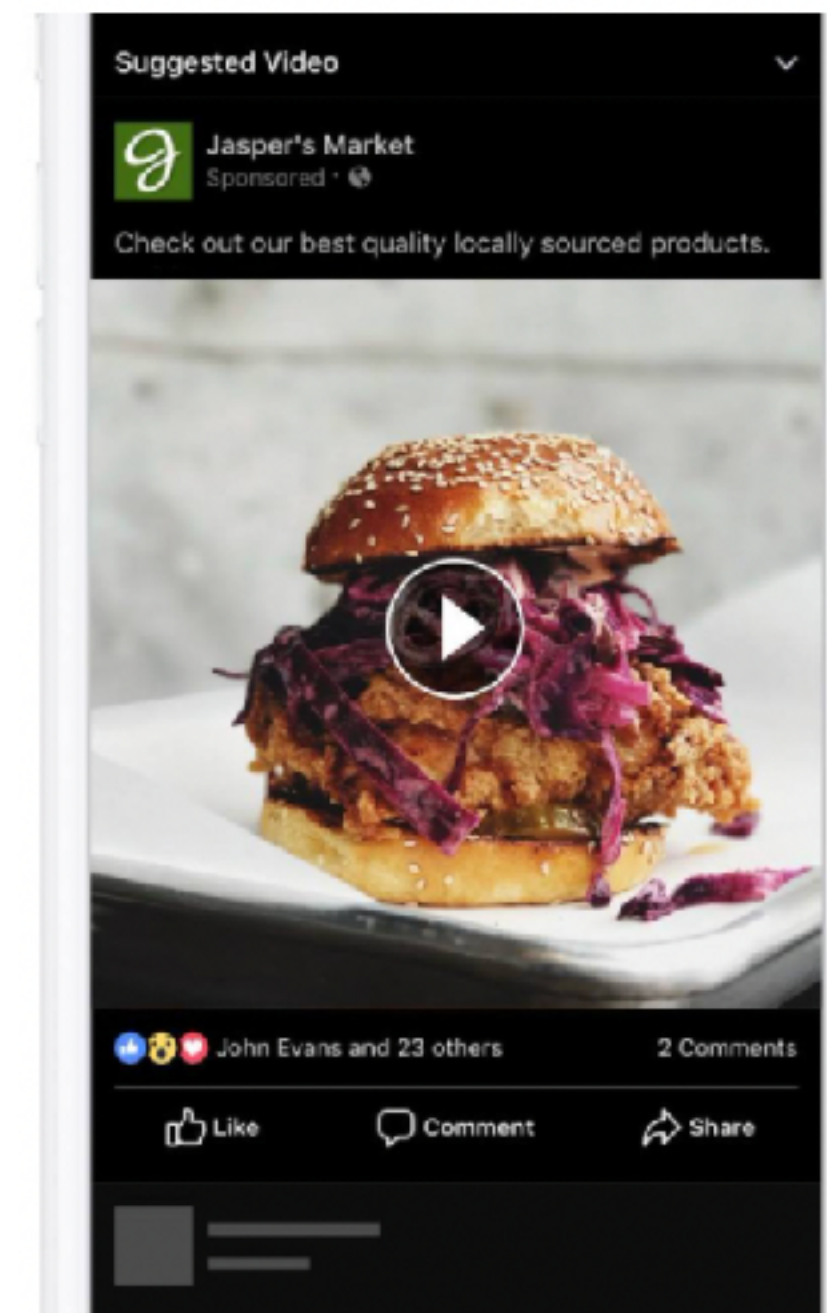 Suggested Video
Jasper's Market
Sponsored ·
Check out our best quality locally sourced products.
John Evans and 23 others
2 Comments
Like
Comment
Share